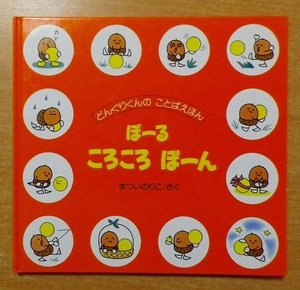 どんぐりくんの ことばえほん
ぼーる
ころころ ぽーん
まついのりこ/さく